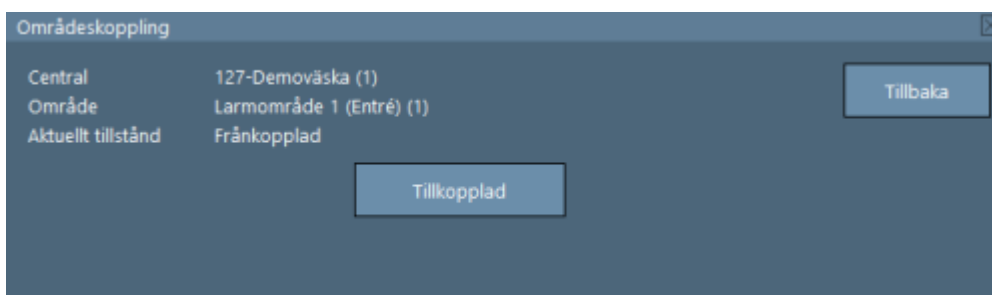 Områdeskoppling
Central 127-Demoväska (1)
Område Larmområde 1 (Entré) (1)
Aktuellt tillstånd Frånkopplad
Tillbaka
Tillkopplad